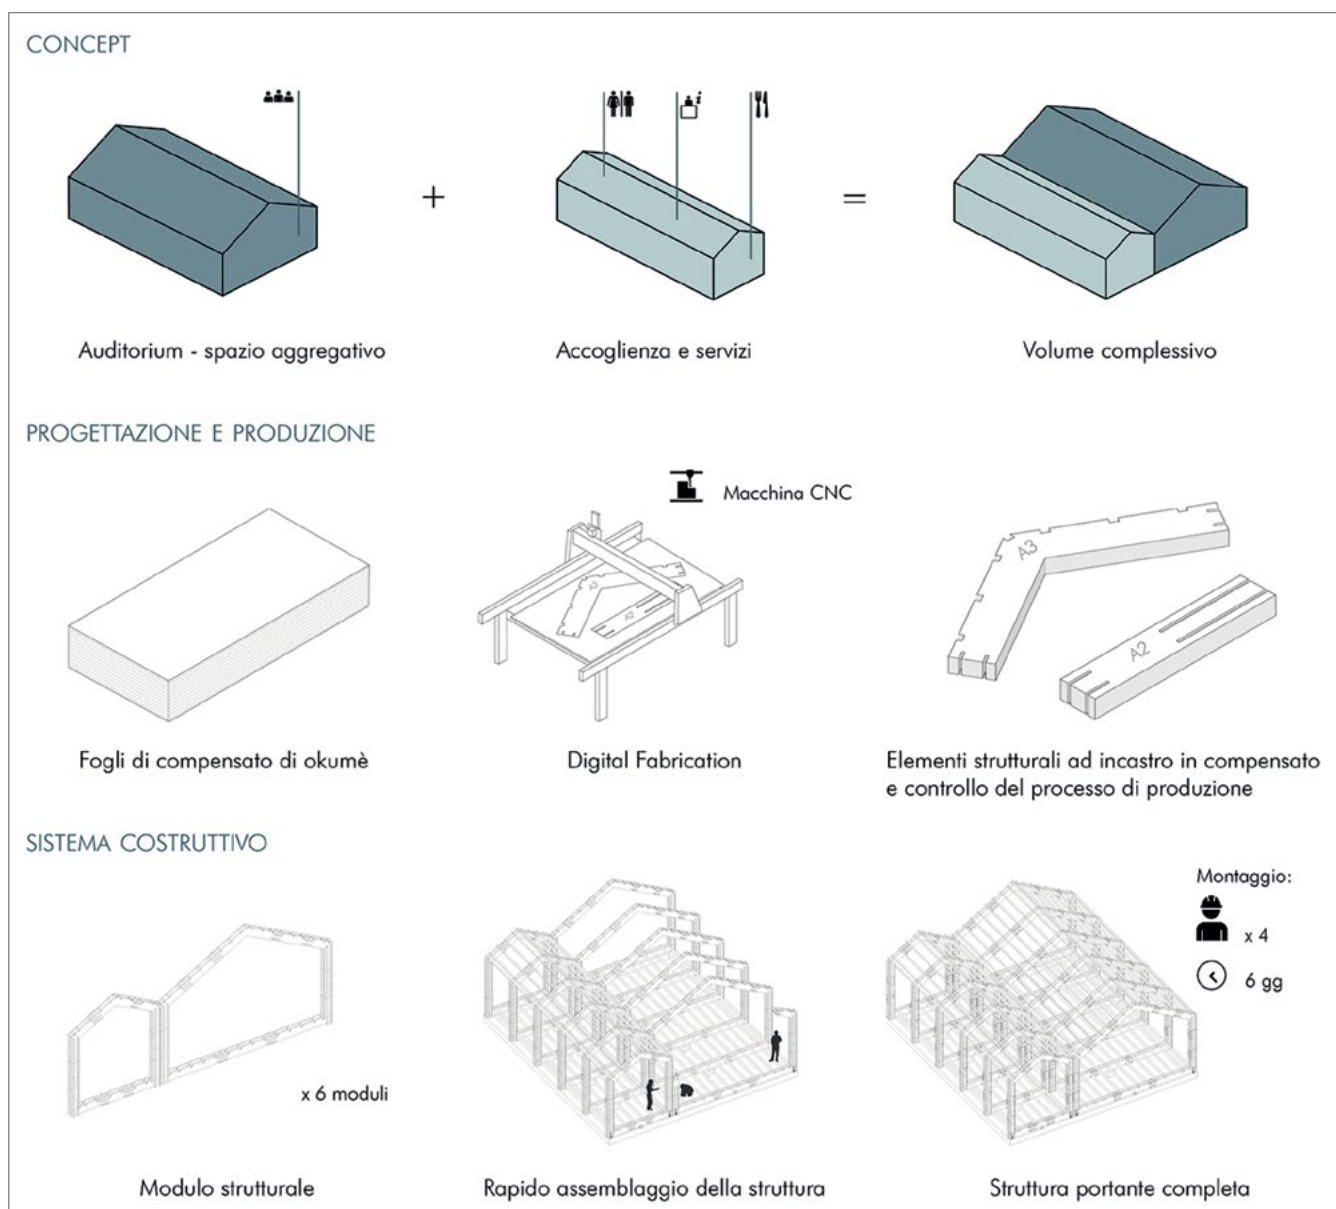 CONCEPT
i
+
=
Auditorium - spazio aggregativo
Accoglienza e servizi
Volume complessivo
PROGETTAZIONE E PRODUZIONE
Macchina CNC
A3
A2
A3
A2
Fogli di compensato di okumè
Digital Fabrication
Elementi strutturali ad incastro in compensato
e controllo del processo di produzione
SISTEMA COSTRUTTIVO
Montaggio:
x 4
6 gg
x 6 moduli
Modulo strutturale
Rapido assemblaggio della struttura
Struttura portante completa